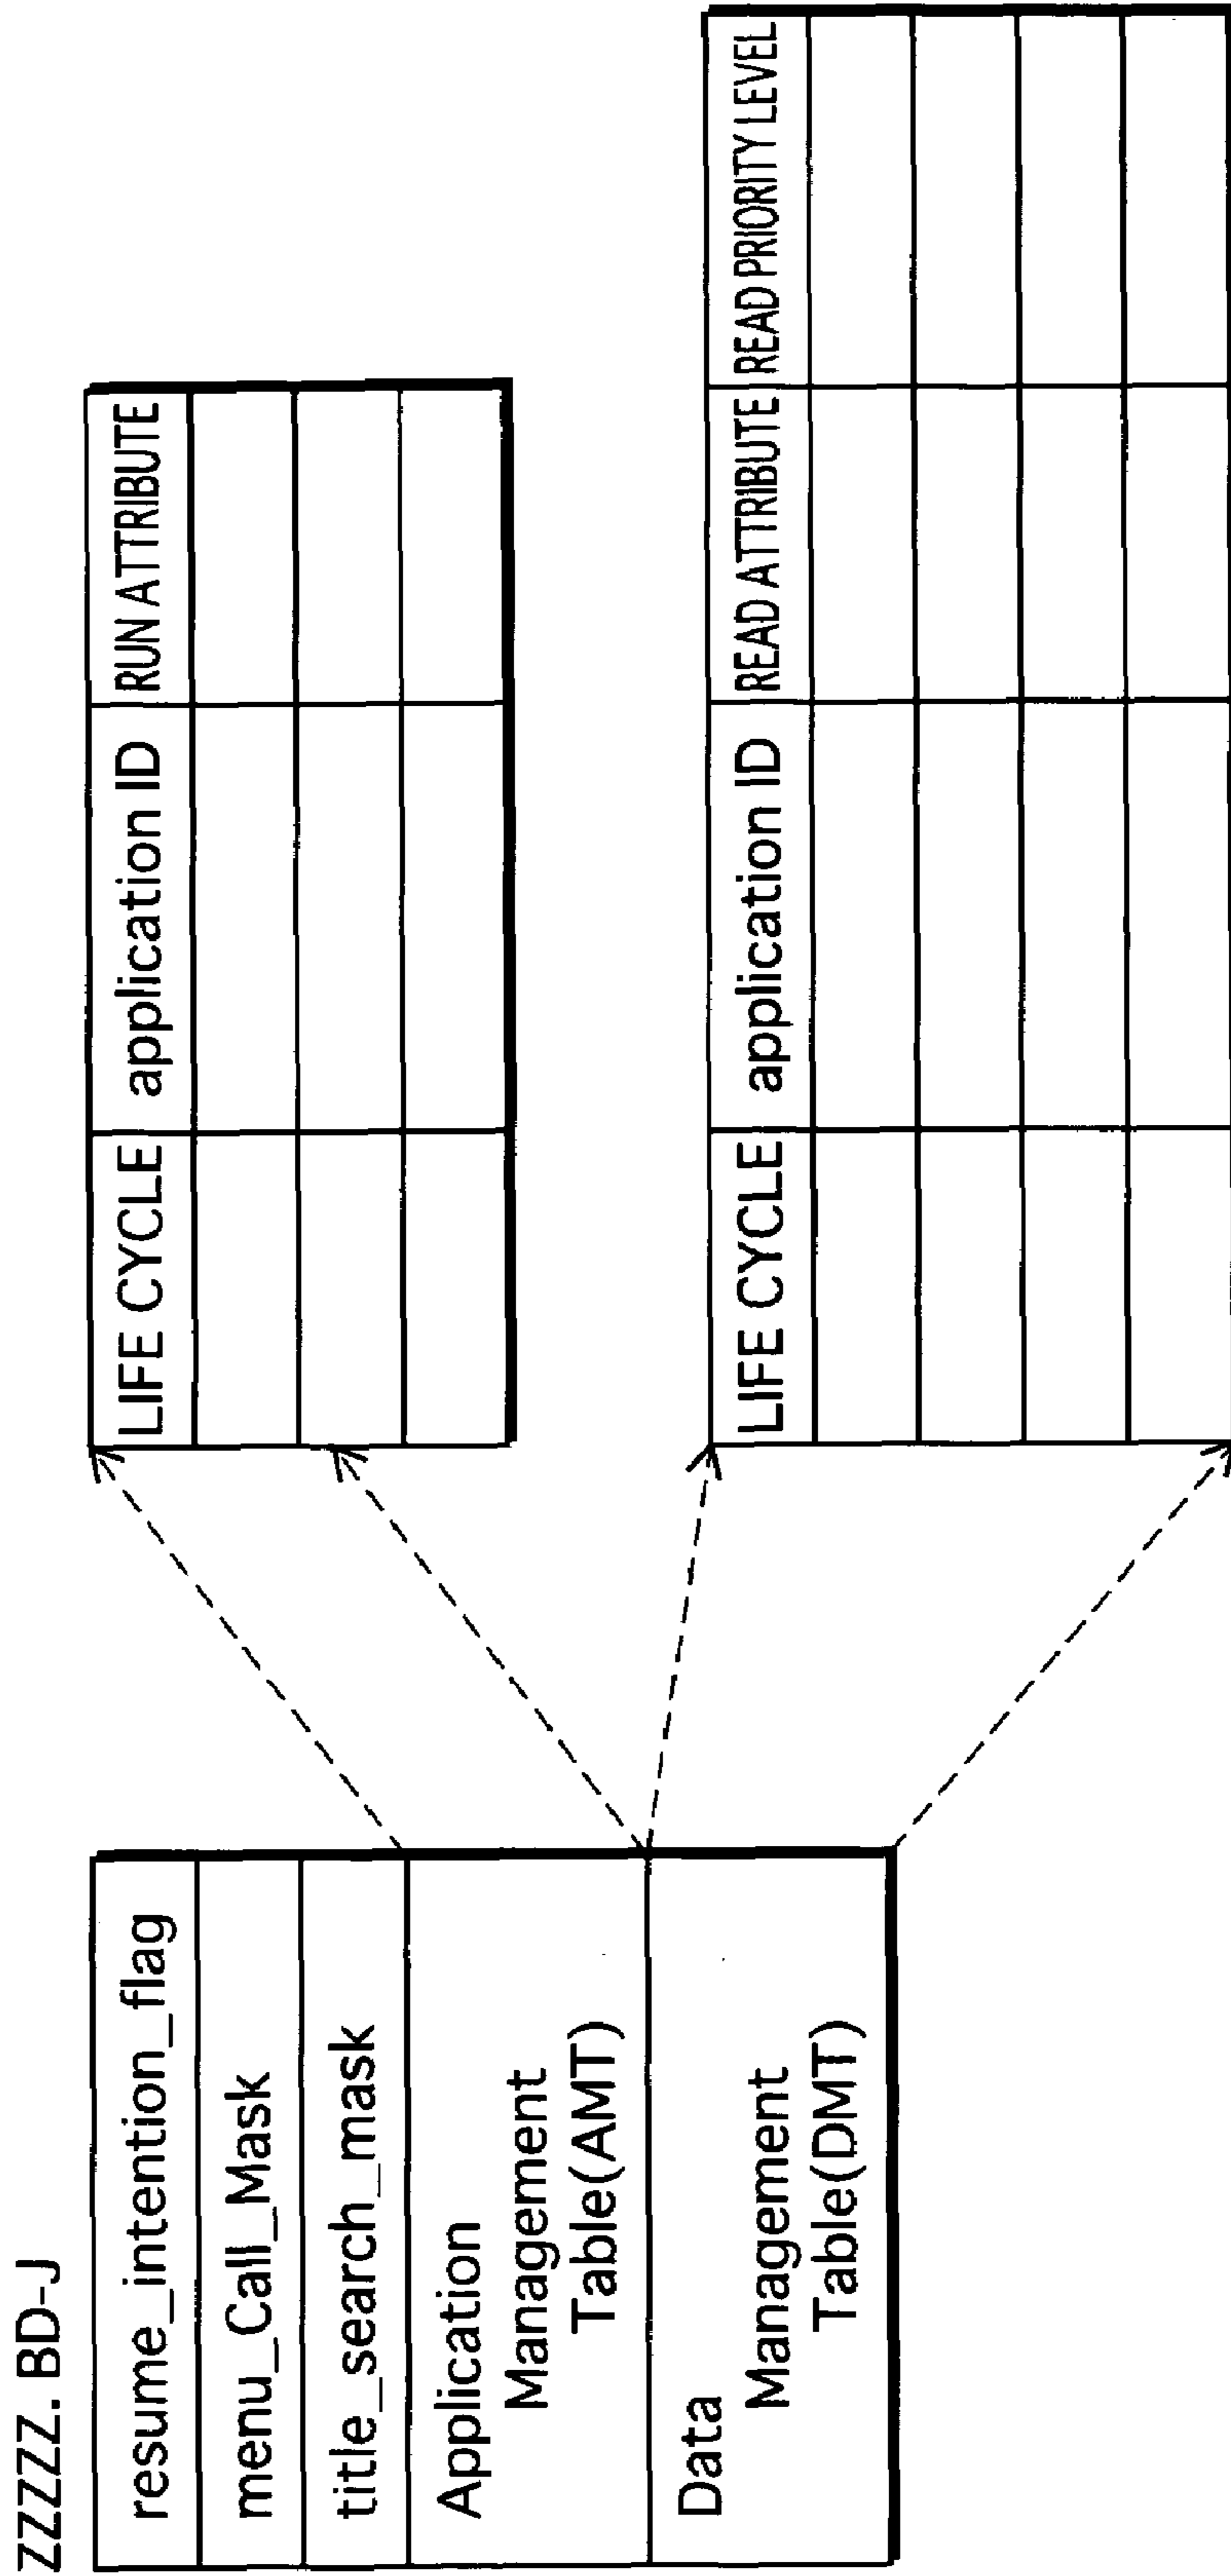 ZZZZZ. BD-J
resume_intention_flag
menu_Call_Mask
title_search_mask
Application
Management
Table(AMT)
Data
Management
Table(DMT)
LIFE CYCLE application ID RUN ATTRIBUTE
LIFE CYCLE application ID READ ATTRIBUTE READ PRIORITY LEVEL